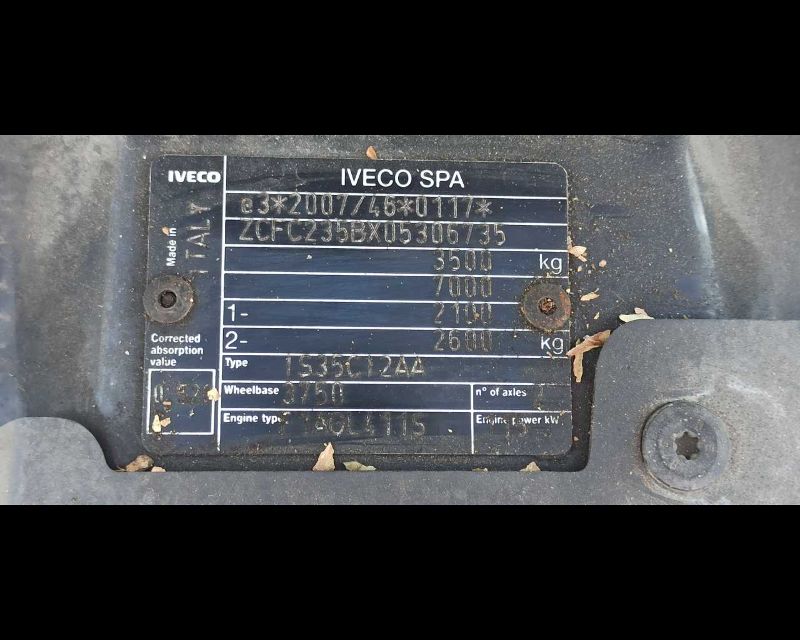 IVECO
IVECO SPA
e3*2007/46*0117*
ZCFC235BX05306735
Made in ITALY
3500 kg
7000
1- 2100
2- 2600 kg
Corrected
absorption
value
Type 1S35C12AA
Wheelbase 3750
n° of axles
Engine type
Engine power kW